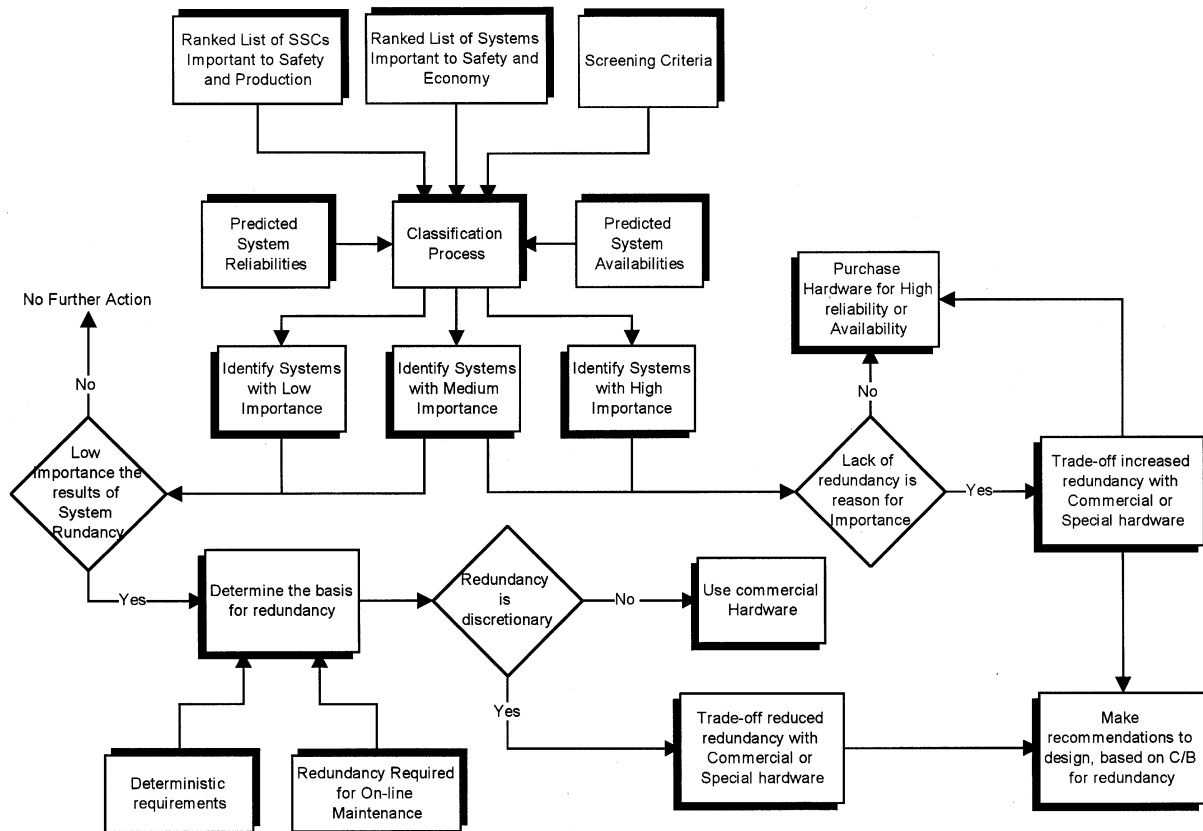 Ranked List of SSCs
Important to Safety
and Production
Ranked List of Systems
Important to Safety and
Economy
Screening Criteria
Predicted
System
Reliabilities
Classification
Process
Predicted
System
Availabilities
Purchase
Hardware for High
reliability or
Availability
No Further Action
Identify Systems
with Low
Importance
Identify Systems
with Medium
Importance
Identify Systems
with High
Importance
No
No
Low
Importance the
results of
System
Rundancy
Lack of
redundancy is
reason for
Importance
Yes
Trade-off increased
redundancy with
Commercial or
Special hardware
Yes
Determine the basis
for redundancy
Redundancy
is
discretionary
No
Use commercial
Hardware
Yes
Deterministic
requirements
Redundancy Required
for On-line
Maintenance
Trade-off reduced
redundancy with
Commercial or
Special hardware
Make
recommendations to
design, based on C/B
for redundancy